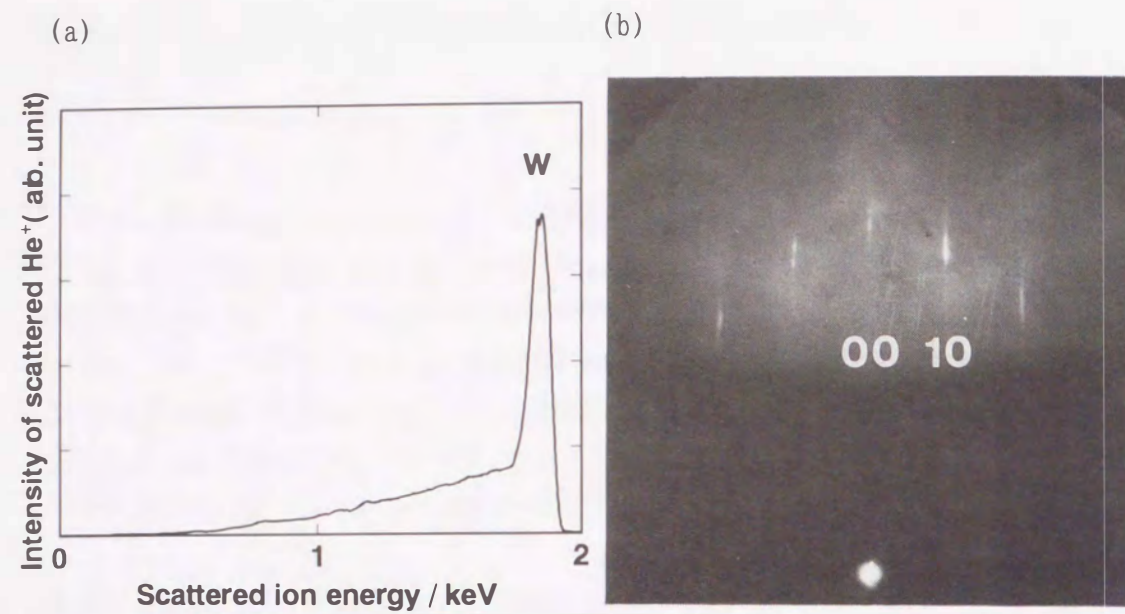 (a)
Intensity of scattered He⁺( ab. unit)
W
0 1 2
Scattered ion energy / keV
(b)
00 10